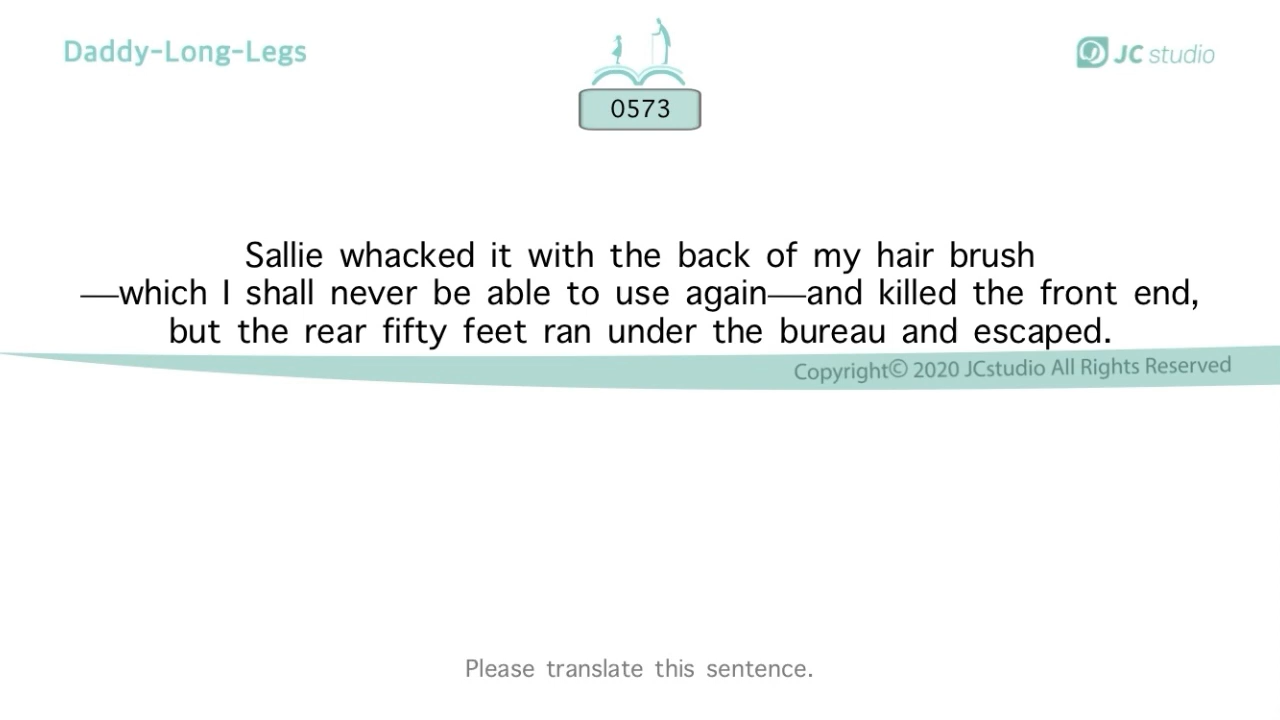 Daddy-Long-Legs
JC studio
0573
Sallie whacked it with the back of my hair brush
—which I shall never be able to use again—and killed the front end,
but the rear fifty feet ran under the bureau and escaped.
Copyright© 2020 JCstudio All Rights Reserved
Please translate this sentence.